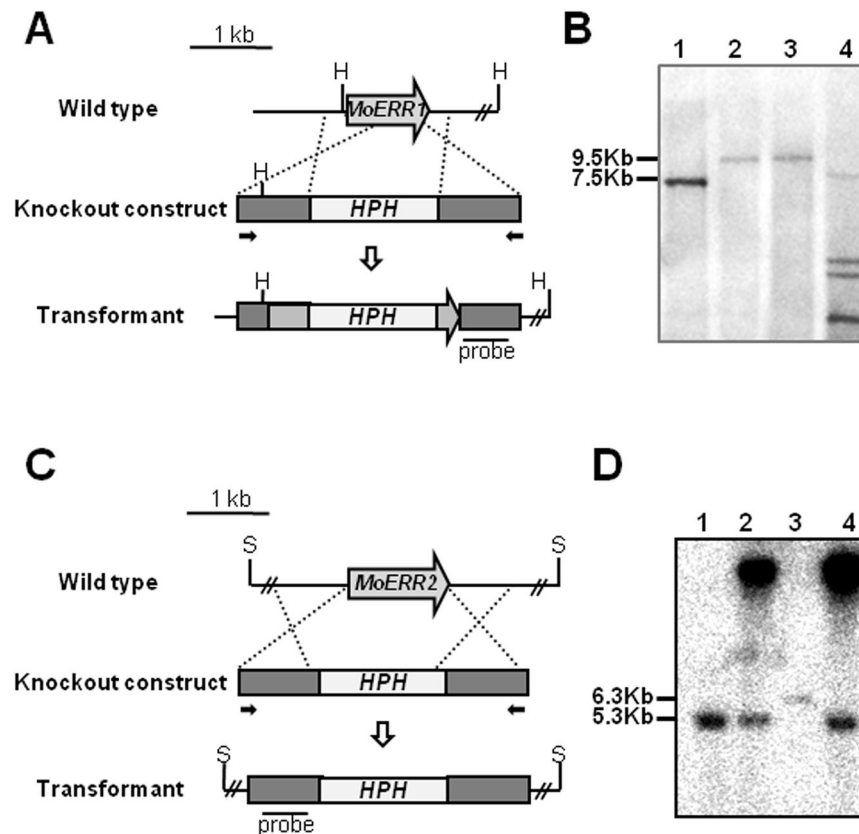 A
1 kb
H H
Wild type MoERR1
H
Knockout construct HPH
H H
Transformant HPH
probe
B
1 2 3 4
9.5Kb
7.5Kb
C
1 kb
S S
Wild type MoERR2
Knockout construct HPH
S S
Transformant HPH
probe
D
1 2 3 4
6.3Kb
5.3Kb